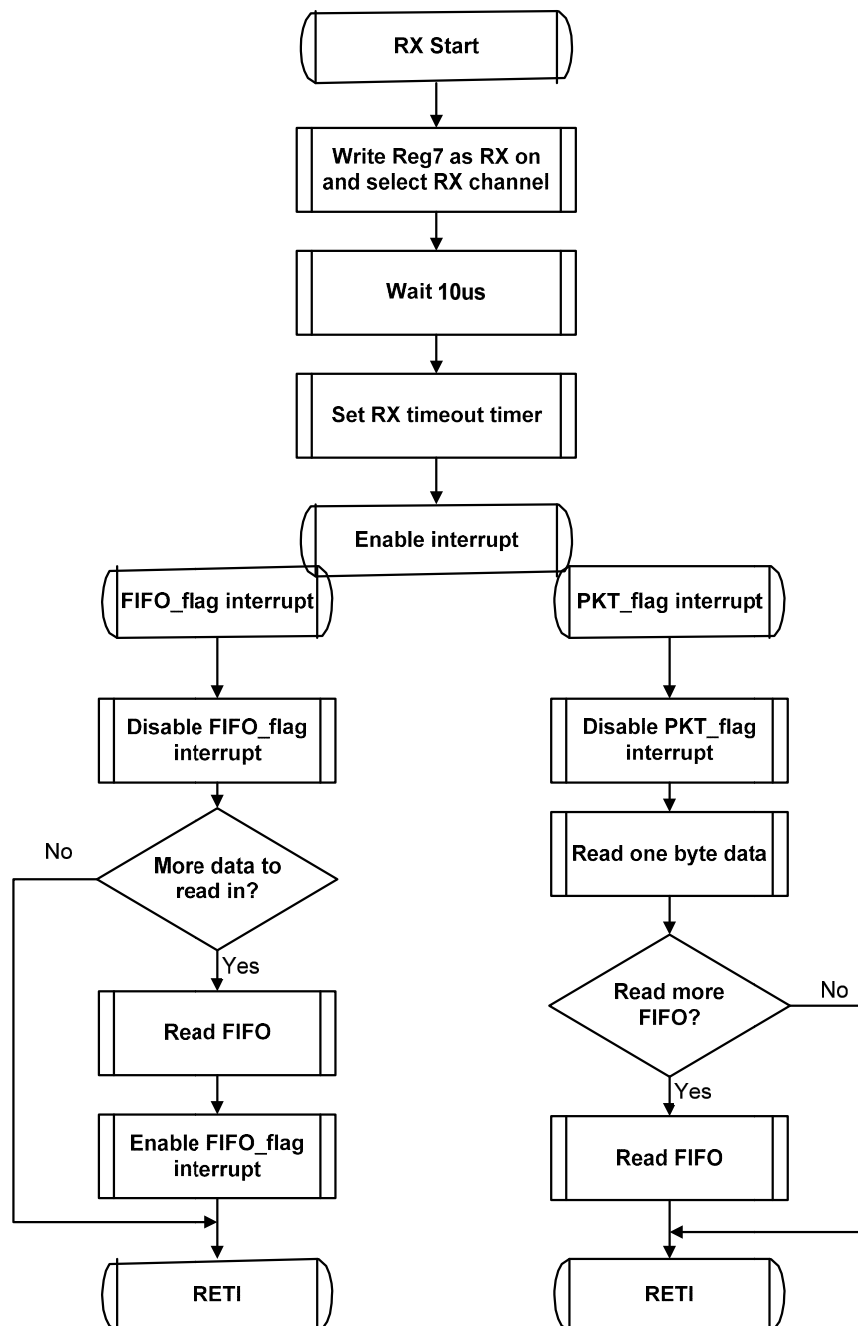 RX Start
Write Reg7 as RX on
and select RX channel
Wait 10us
Set RX timeout timer
Enable interrupt
FIFO_flag interrupt
PKT_flag interrupt
Disable FIFO_flag
interrupt
Disable PKT_flag
interrupt
No
More data to
read in?
Read one byte data
Yes
Read more
FIFO?
No
Read FIFO
Yes
Enable FIFO_flag
interrupt
Read FIFO
RETI
RETI